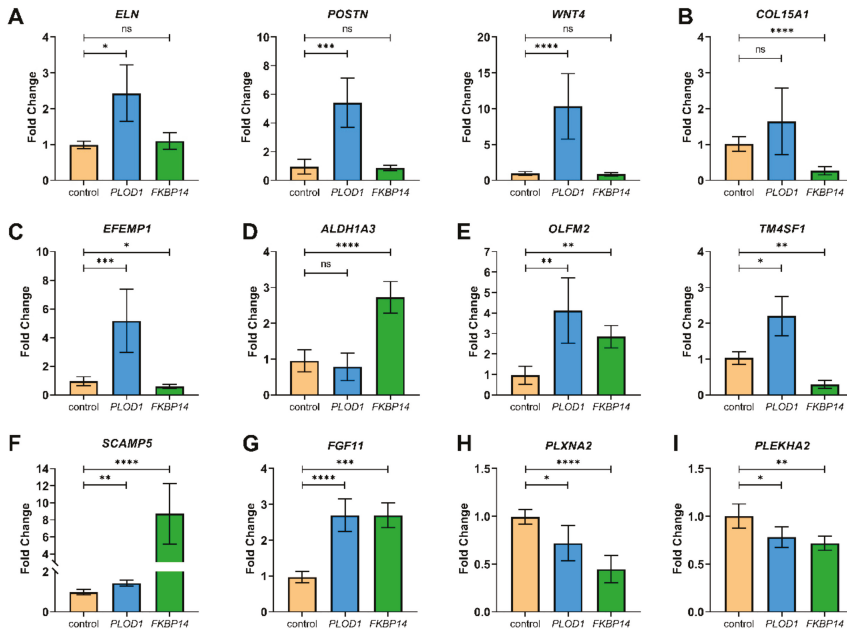 A
ELN
ns
*
Fold Change
4
3
2
1
0
control PLOD1 FKBP14
POSTN
ns
***
Fold Change
10
8
6
4
2
0
control PLOD1 FKBP14
WNT4
ns
****
Fold Change
20
15
10
5
0
control PLOD1 FKBP14
B
COL15A1
****
ns
Fold Change
4
3
2
1
0
control PLOD1 FKBP14
C
EFEMP1
*
***
Fold Change
10
8
6
4
2
0
control PLOD1 FKBP14
D
ALDH1A3
****
ns
Fold Change
4
3
2
1
0
control PLOD1 FKBP14
E
OLFM2
**
**
Fold Change
8
7
6
5
4
3
2
1
0
control PLOD1 FKBP14
TM4SF1
**
*
Fold Change
4
3
2
1
0
control PLOD1 FKBP14
F
SCAMP5
****
**
Fold Change
14
12
10
8
6
4
2
0
control PLOD1 FKBP14
G
FGF11
***
****
Fold Change
4
3
2
1
0
control PLOD1 FKBP14
H
PLXNA2
****
*
Fold Change
1.5
1.0
0.5
0.0
control PLOD1 FKBP14
I
PLEKHA2
**
*
Fold Change
1.5
1.0
0.5
0.0
control PLOD1 FKBP14